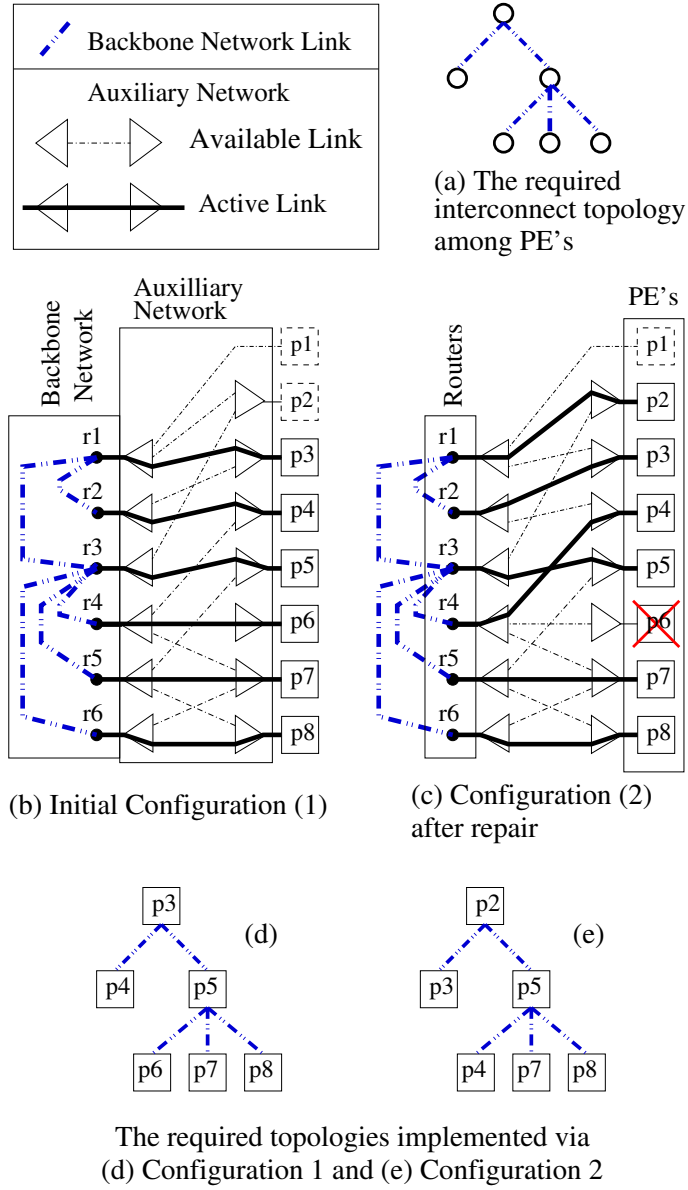 Backbone Network Link
Auxiliary Network
Available Link
Active Link
(a) The required
interconnect topology
among PE's
Backbone
Network
Auxilliary
Network
r1
r2
r3
r4
r5
r6
p1
p2
p3
p4
p5
p6
p7
p8
(b) Initial Configuration (1)
Routers
PE's
r1
r2
r3
r4
r5
r6
p1
p2
p3
p4
p5
p6
p7
p8
(c) Configuration (2)
after repair
p3
(d)
p4
p5
p6
p7
p8
p2
(e)
p3
p5
p4
p7
p8
The required topologies implemented via
(d) Configuration 1 and (e) Configuration 2